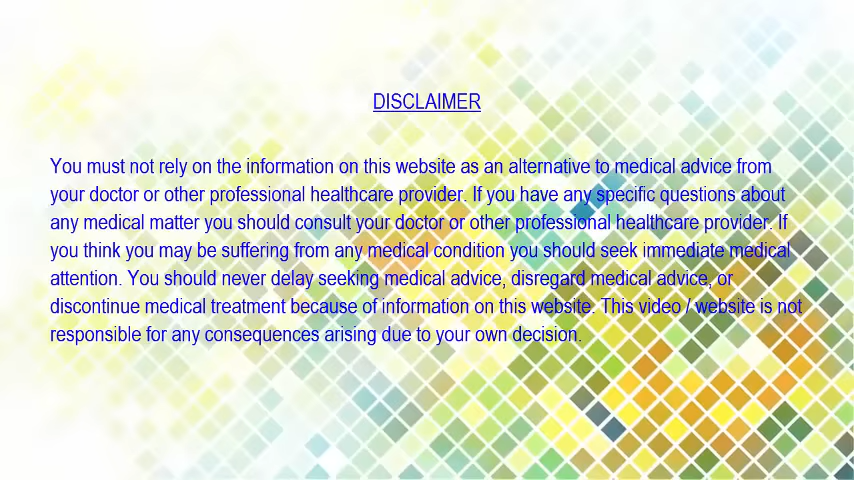 DISCLAIMER
You must not rely on the information on this website as an alternative to medical advice from
your doctor or other professional healthcare provider. If you have any specific questions about
any medical matter you should consult your doctor or other professional healthcare provider. If
you think you may be suffering from any medical condition you should seek immediate medical
attention. You should never delay seeking medical advice, disregard medical advice, or
discontinue medical treatment because of information on this website. This video / website is not
responsible for any consequences arising due to your own decision.